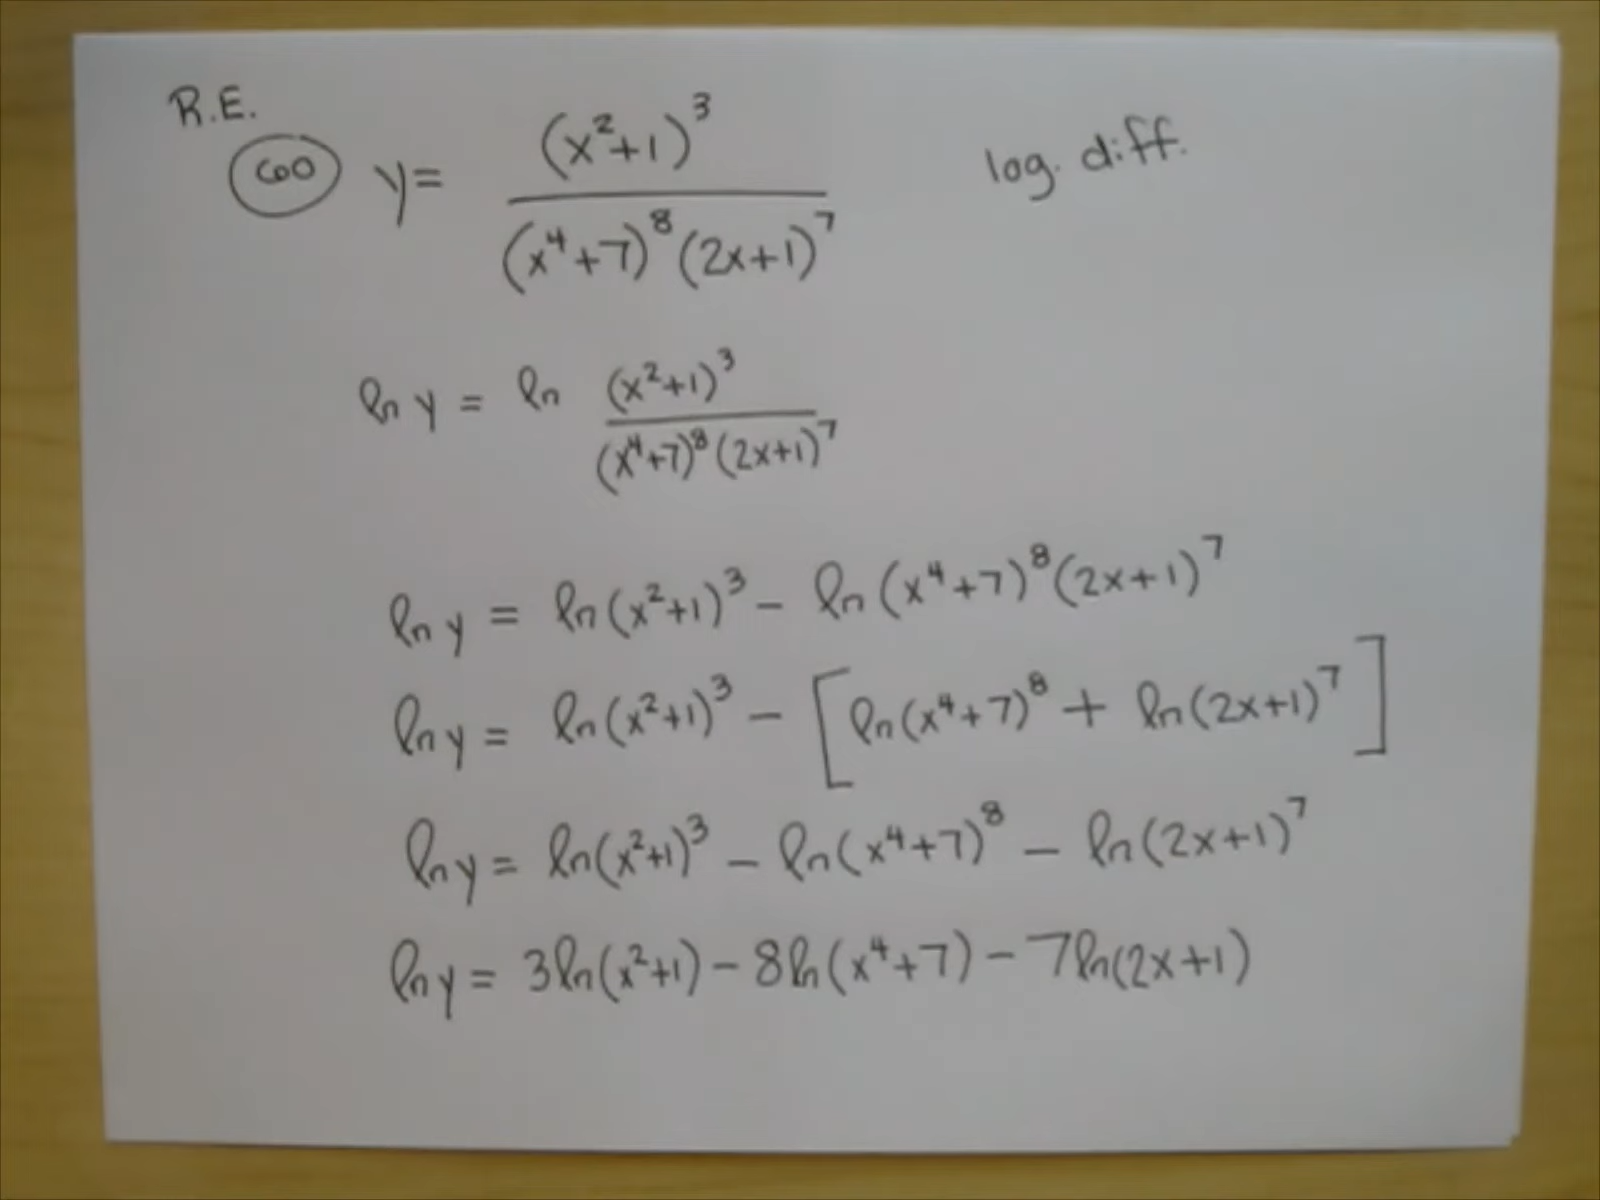 R.E.
60 y = (x²+1)³ / (x⁴+7)⁸(2x+1)⁷ log. diff.
ln y = ln (x²+1)³ / (x⁴+7)⁸(2x+1)⁷
ln y = ln(x²+1)³ − ln(x⁴+7)⁸(2x+1)⁷
ln y = ln(x²+1)³ − [ln(x⁴+7)⁸ + ln(2x+1)⁷]
ln y = ln(x²+1)³ − ln(x⁴+7)⁸ − ln(2x+1)⁷
ln y = 3ln(x²+1) − 8ln(x⁴+7) − 7ln(2x+1)